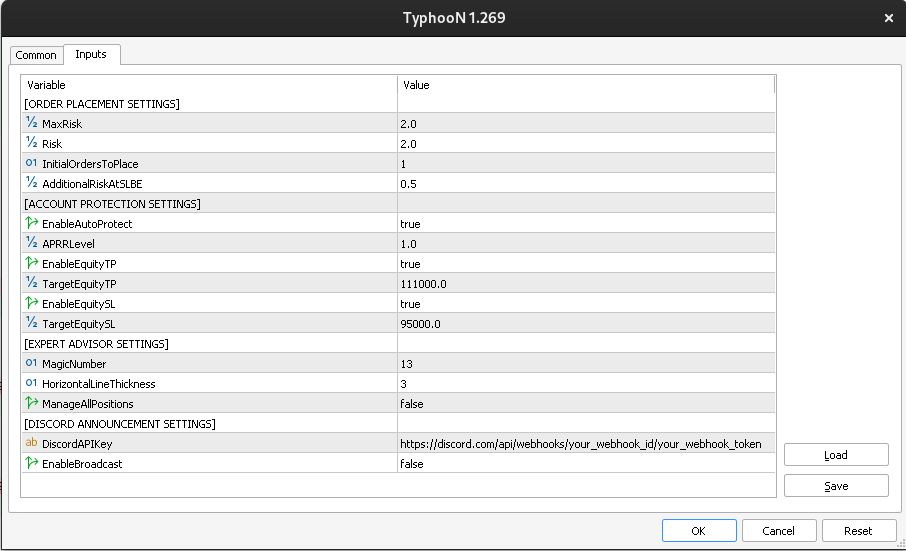 TyphooN 1.269
Common Inputs
Variable Value
[ORDER PLACEMENT SETTINGS]
½ MaxRisk 2.0
½ Risk 2.0
01 InitialOrdersToPlace 1
½ AdditionalRiskAtSLBE 0.5
[ACCOUNT PROTECTION SETTINGS]
EnableAutoProtect true
½ APRRLevel 1.0
EnableEquityTP true
½ TargetEquityTP 111000.0
EnableEquitySL true
½ TargetEquitySL 95000.0
[EXPERT ADVISOR SETTINGS]
01 MagicNumber 13
01 HorizontalLineThickness 3
ManageAllPositions false
[DISCORD ANNOUNCEMENT SETTINGS]
ab DiscordAPIKey https://discord.com/api/webhooks/your_webhook_id/your_webhook_token
EnableBroadcast false
Load
Save
OK Cancel Reset